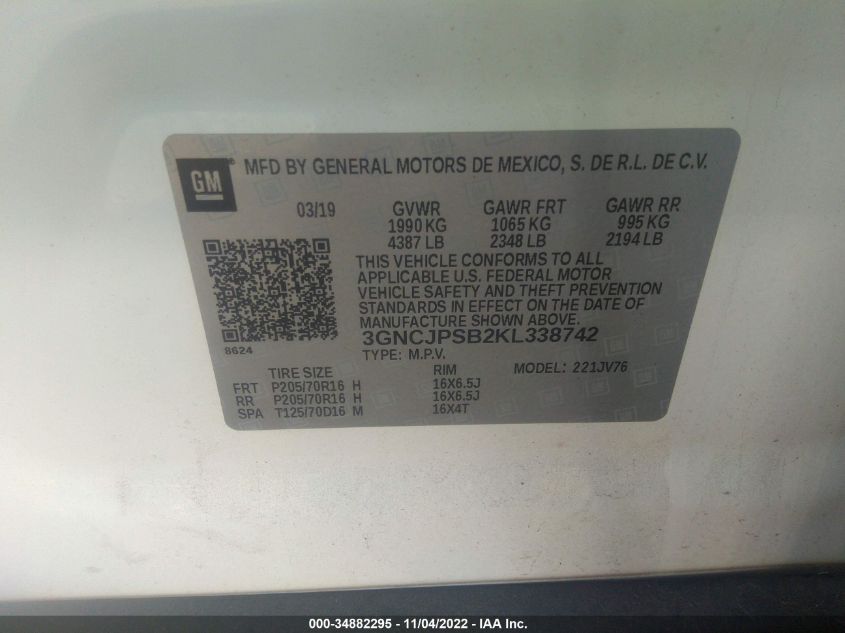 GM® MFD BY GENERAL MOTORS DE MEXICO, S. DE R.L. DE C.V.
03/19 GVWR GAWR FRT GAWR RR
1990 KG 1065 KG 995 KG
4387 LB 2348 LB 2194 LB
THIS VEHICLE CONFORMS TO ALL
APPLICABLE U.S. FEDERAL MOTOR
VEHICLE SAFETY AND THEFT PREVENTION
STANDARDS IN EFFECT ON THE DATE OF
MANUFACTURE SHOWN ABOVE.
8624 3GNCJPSB2KL338742
TYPE: M.P.V. MODEL: 221JV76
TIRE SIZE RIM
FRT P205/70R16 H 16X6.5J
RR P205/70R16 H 16X6.5J
SPA T125/70D16 M 16X4T
000-34882295 - 11/04/2022 - IAA Inc.